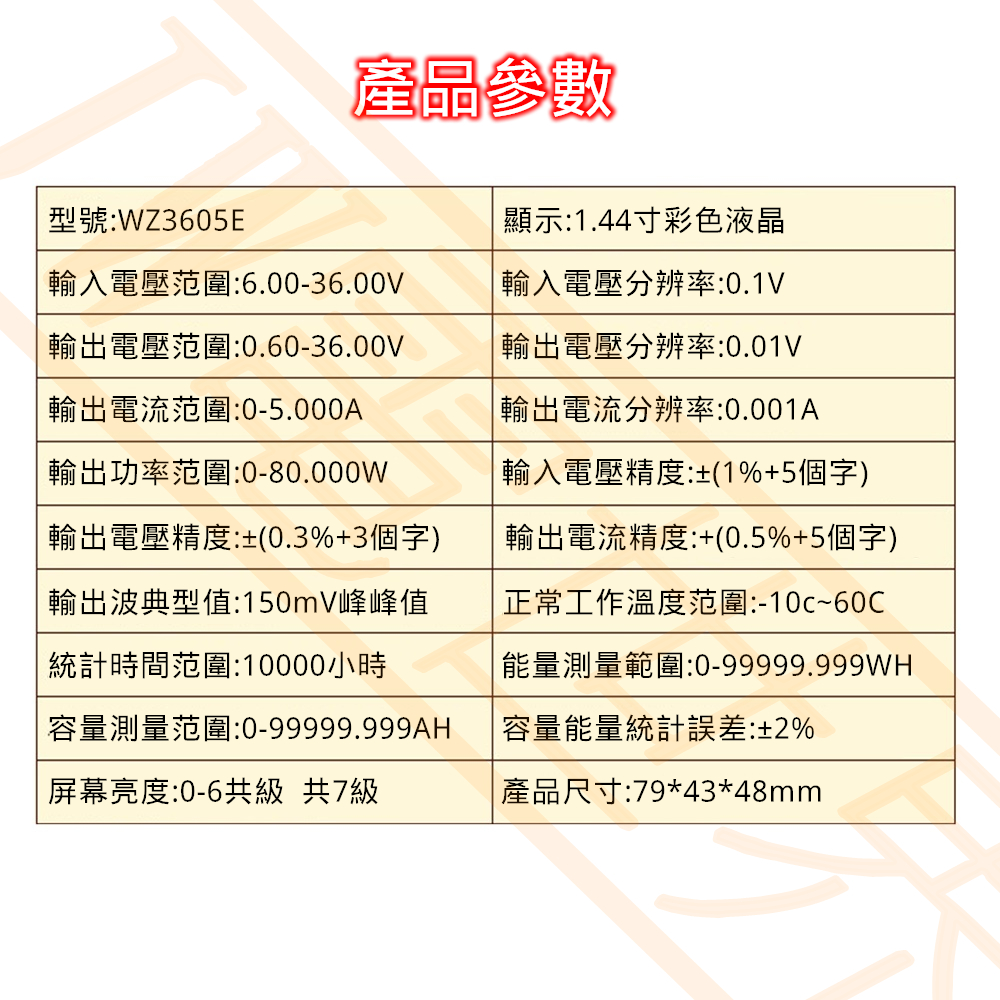 產品參數
型號:WZ3605E
顯示:1.44寸彩色液晶
輸入電壓范圍:6.00-36.00V
輸入電壓分辨率:0.1V
輸出電壓范圍:0.60-36.00V
輸出電壓分辨率:0.01V
輸出電流范圍:0-5.000A
輸出電流分辨率:0.001A
輸出功率范圍:0-80.000W
輸入電壓精度:±(1%+5個字)
輸出電壓精度:±(0.3%+3個字)
輸出電流精度:+(0.5%+5個字)
輸出波典型值:150mV峰峰值
正常工作溫度范圍:-10c~60C
統計時間范圍:10000小時
能量測量範圍:0-99999.999WH
容量測量范圍:0-99999.999AH
容量能量統計誤差:±2%
屏幕亮度:0-6共級 共7級
產品尺寸:79*43*48mm